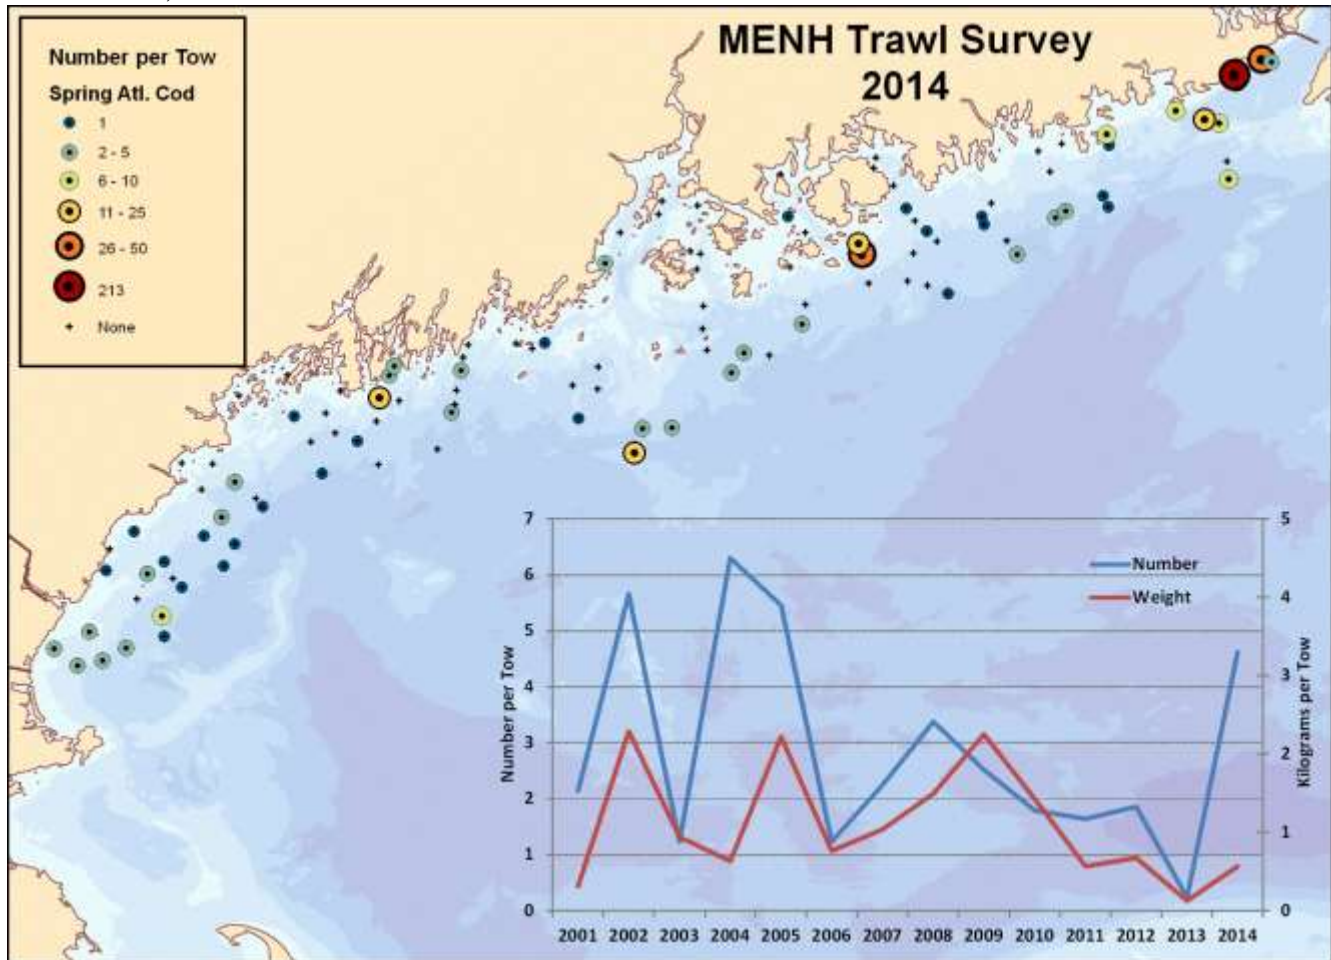 MENH Trawl Survey
2014
Number per Tow
Spring Atl. Cod
1
2 - 5
6 - 10
11 - 25
26 - 50
213
None
Number
Weight
Number per Tow
7
6
5
4
3
2
1
0
Kilograms per Tow
5
4
3
2
1
0
2001 2002 2003 2004 2005 2006 2007 2008 2009 2010 2011 2012 2013 2014